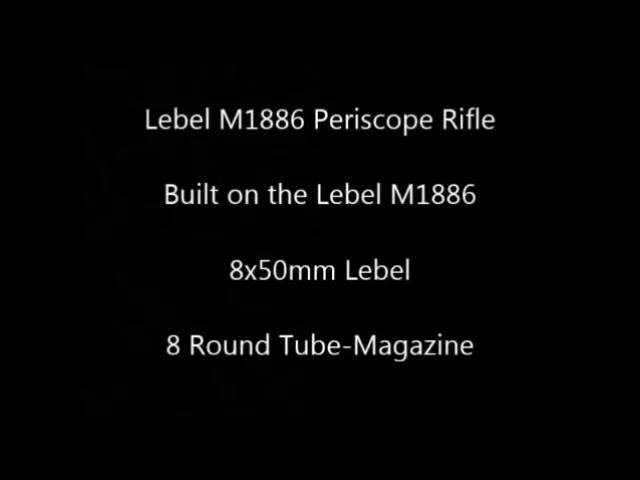 Lebel M1886 Periscope Rifle
Built on the Lebel M1886
8x50mm Lebel
8 Round Tube-Magazine